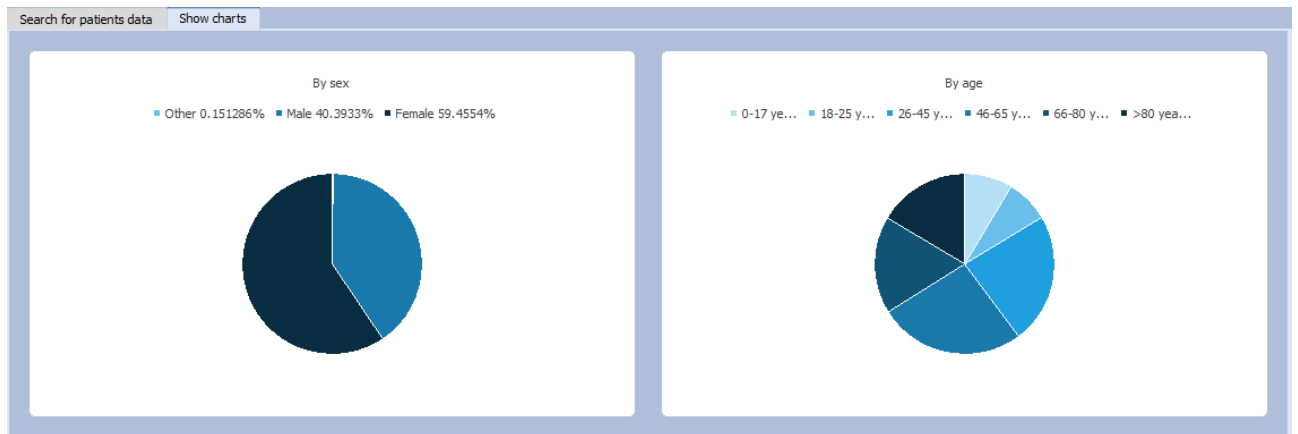 Search for patients data Show charts
By sex
Other 0.151286% Male 40.3933% Female 59.4554%
By age
0-17 ye... 18-25 y... 26-45 y... 46-65 y... 66-80 y... >80 yea...